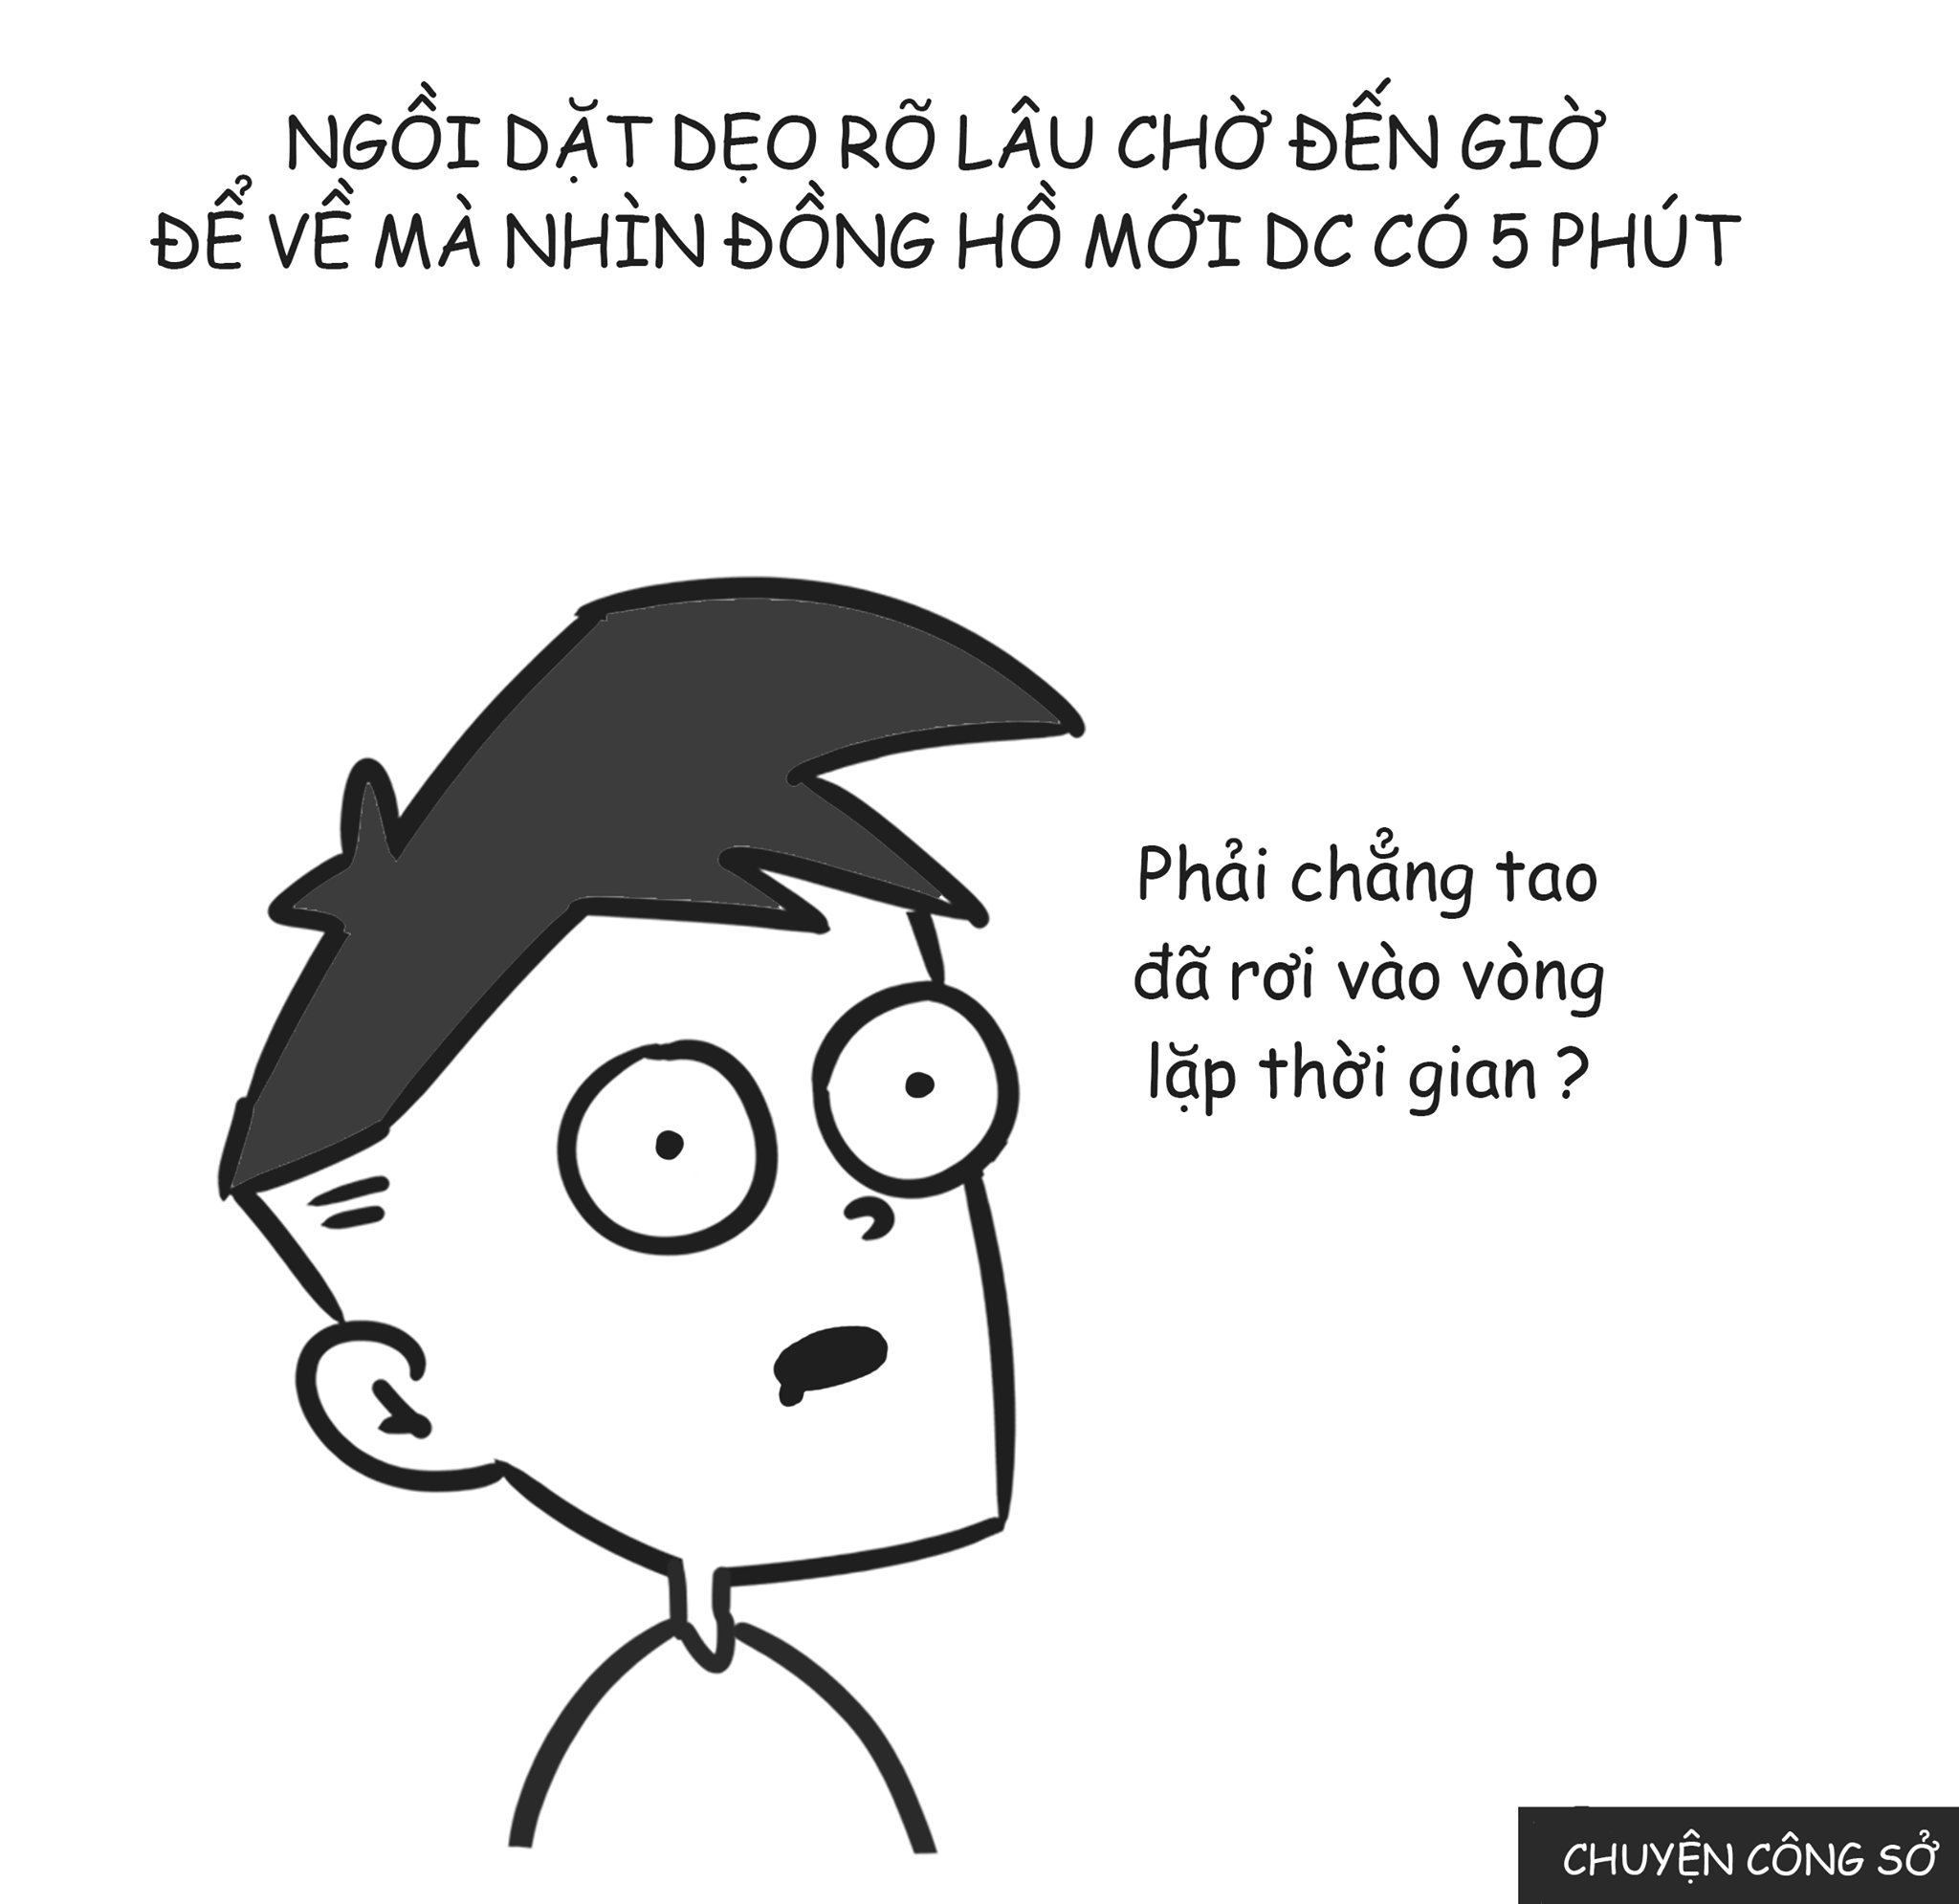 NGỒI DẶT DẸO RÕ LÂU CHỜ ĐẾN GIỜ
ĐỂ VỀ MÀ NHÌN ĐỒNG HỒ MỚI DC CÓ 5 PHÚT
Phải chẳng tao
đã rơi vào vòng
lặp thời gian ?
CHUYỆN CÔNG SỞ